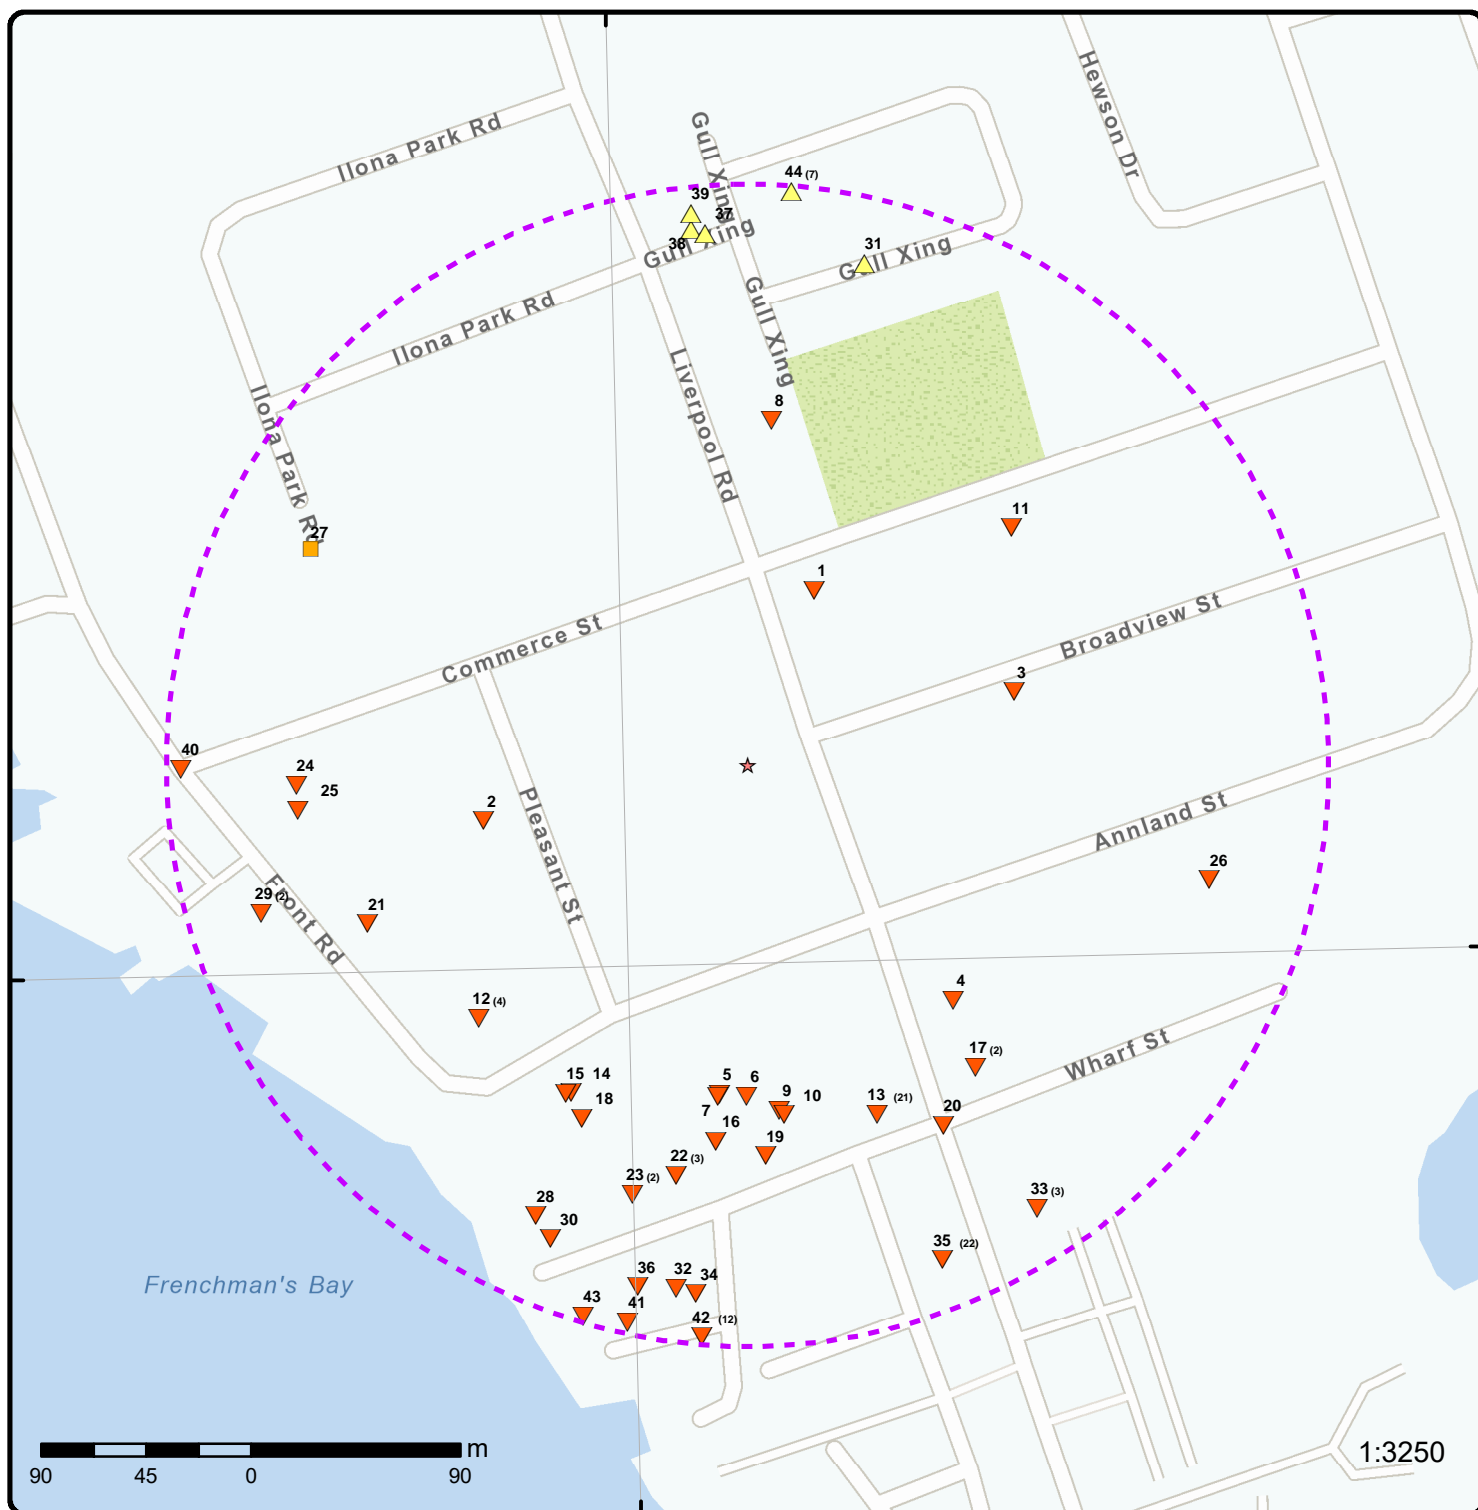 Hewson Dr
Ilona Park Rd
Gull Xing
44 (7)
39
37
38
Gull Xing
31
Gull Xing
Ilona Park Rd
Gull Xing
Liverpool Rd
Ilona Park Rd
8
27
11
1
Broadview St
Commerce St
3
40
24
25
2
Pleasant St
Annland St
26
29 (2)
21
Front Rd
12 (4)
4
17 (2)
Wharf St
15
14
18
5
6
7
9
10
13 (21)
20
16
19
22 (3)
23 (2)
28
30
33 (3)
35 (22)
36
32
34
43
41
42 (12)
Frenchman's Bay
m
90
45
0
90
1:3250